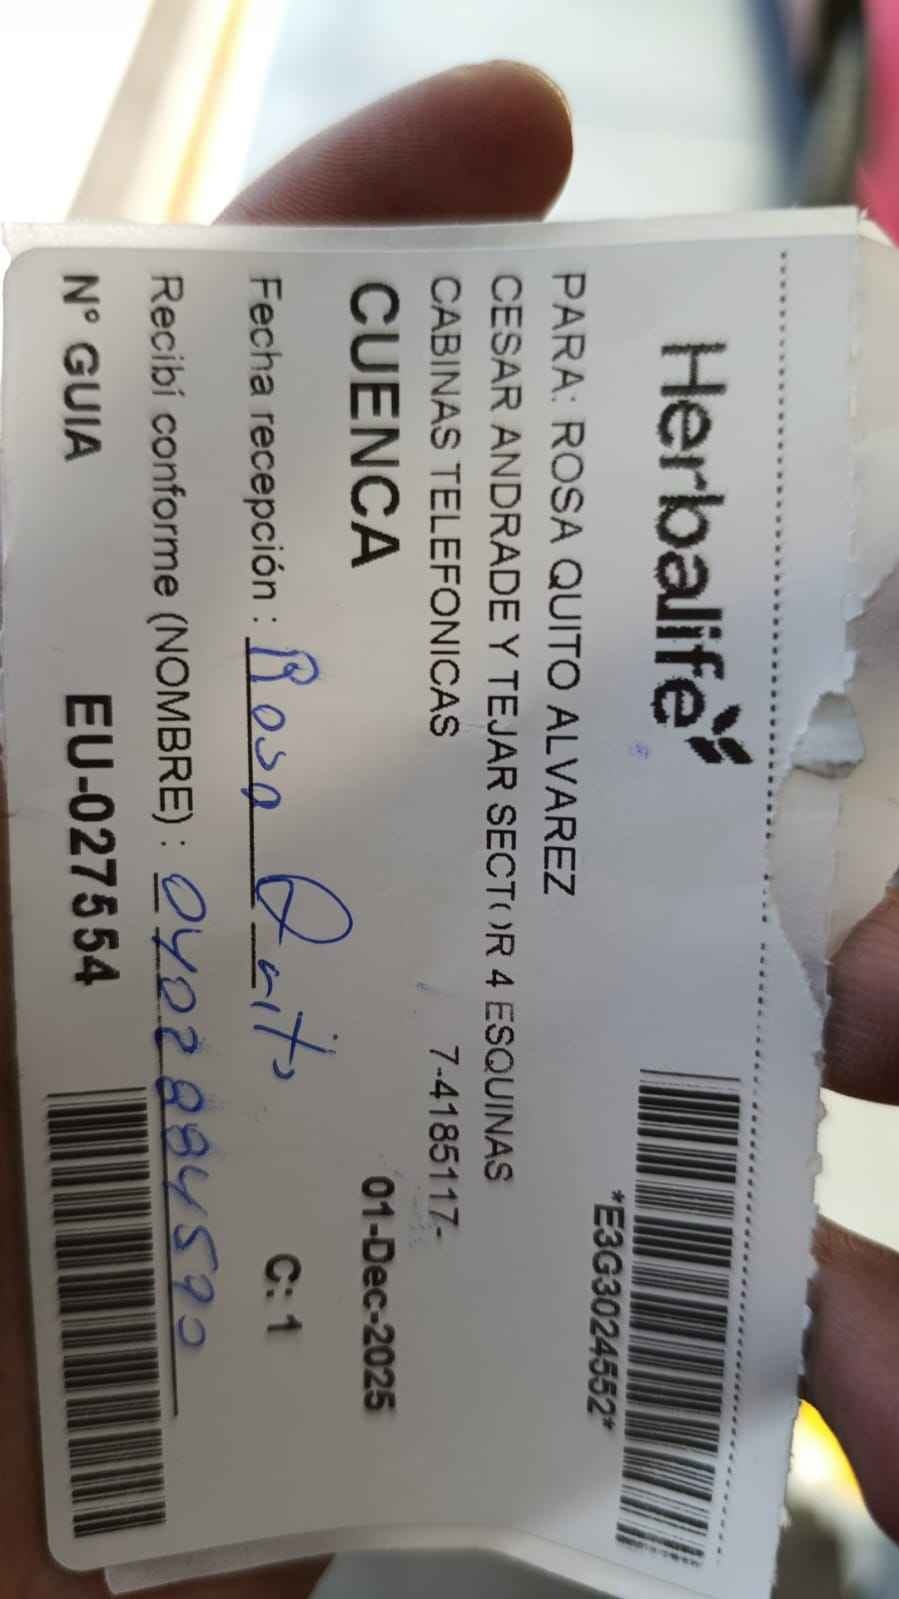 Herbalife
*E3G3024552*
PARA: ROSA QUITO ALVAREZ
CESAR ANDRADE Y TEJAR SECTOR 4 ESQUINAS
CABINAS TELEFONICAS 7-4185117-
CUENCA 01-Dec-2025
Fecha recepción : Rosa Quito C: 1
Recibí conforme (NOMBRE) : 0402884590
Nº GUIA EU-027554